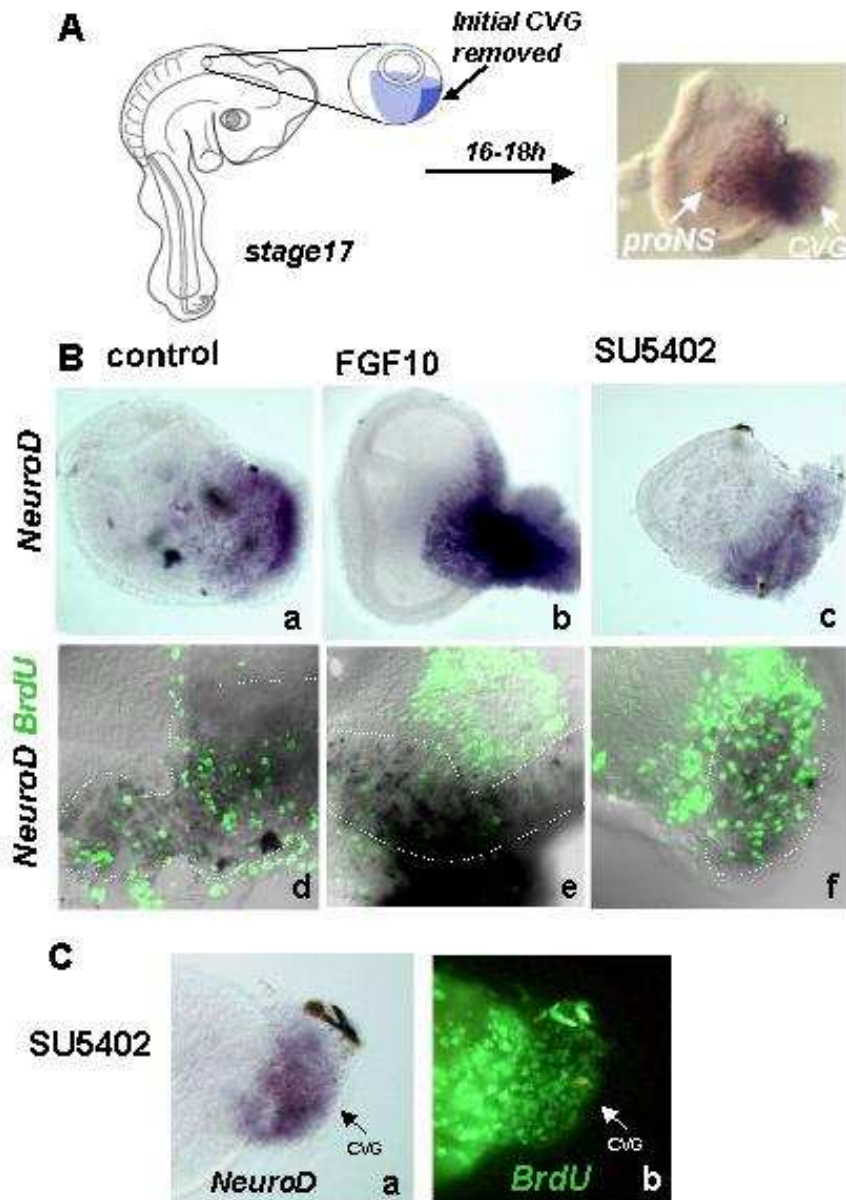 A
Initial CVG
removed
16-18h
proNS
CVG
stage17
B
control
FGF10
SU5402
NeuroD
a
b
c
NeuroD BrdU
d
e
f
C
SU5402
CVG
NeuroD
a
CVG
BrdU
b